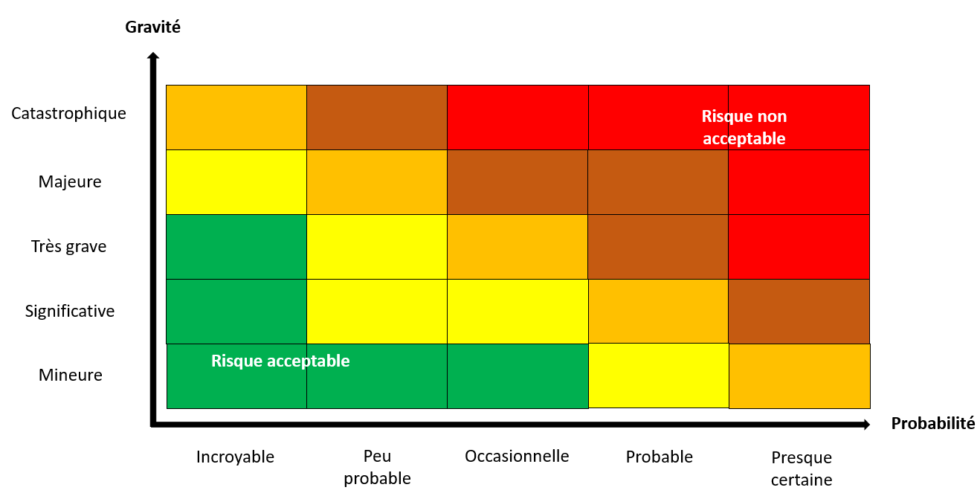 Gravité
Catastrophique
Risque non
acceptable
Majeure
Très grave
Significative
Risque acceptable
Mineure
Probabilité
Incroyable
Peu
probable
Occasionnelle
Probable
Presque
certaine